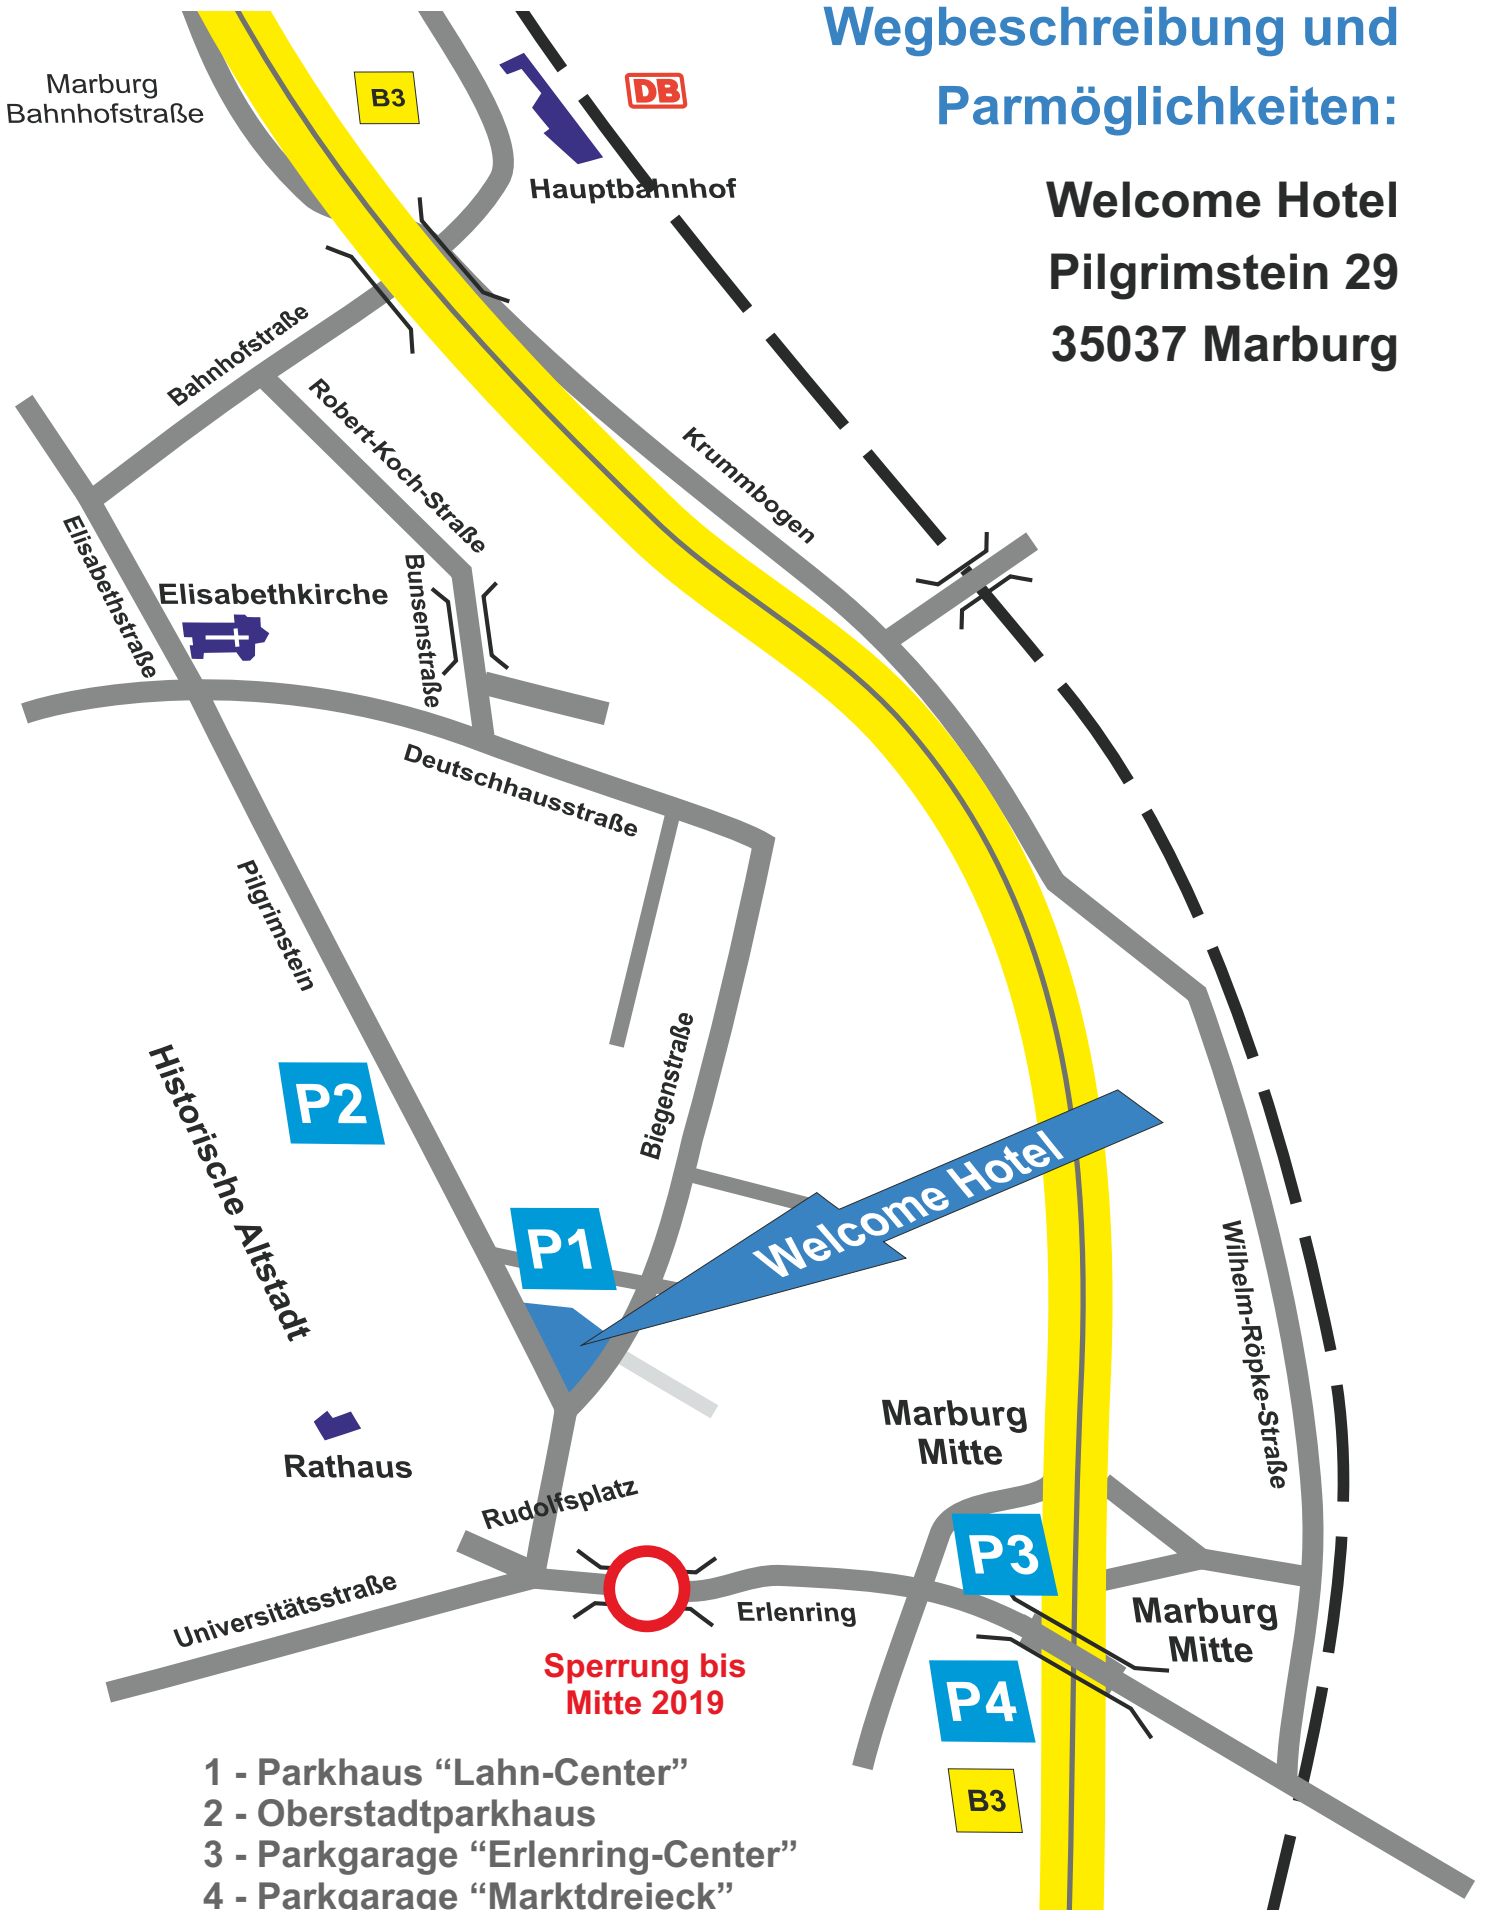 Wegbeschreibung und
Parmöglichkeiten:
Welcome Hotel
Pilgrimstein 29
35037 Marburg
Marburg
Bahnhofstraße
B3
DB
Hauptbahnhof
Bahnhofstraße
Robert-Koch-Straße
Krummbogen
Elisabethstraße
Elisabethkirche
Bunsenstraße
Deutschhausstraße
Pilgrimstein
Historische Altstadt
P2
Biegenstraße
P1
Welcome Hotel
Wilhelm-Röpke-Straße
Rathaus
Marburg
Mitte
Rudolfsplatz
P3
Universitätsstraße
Erlenring
Marburg
Mitte
Sperrung bis
Mitte 2019
P4
B3
1 - Parkhaus “Lahn-Center”
2 - Oberstadtparkhaus
3 - Parkgarage “Erlenring-Center”
4 - Parkgarage “Marktdreieck”